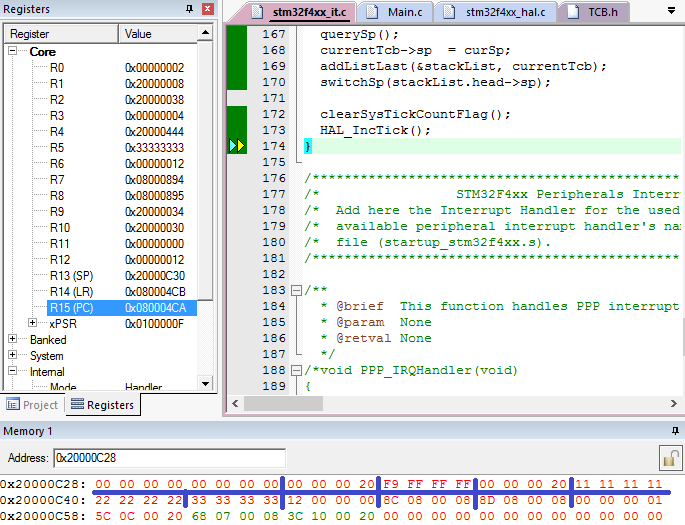 Registers
Register Value
Core
R0 0x00000002
R1 0x20000008
R2 0x20000038
R3 0x00000004
R4 0x20000444
R5 0x33333333
R6 0x00000012
R7 0x08000894
R8 0x08000895
R9 0x20000034
R10 0x20000030
R11 0x00000000
R12 0x00000012
R13 (SP) 0x20000C30
R14 (LR) 0x080004CB
R15 (PC) 0x080004CA
xPSR 0x0100000F
Banked
System
Internal
Mode Handler
Project Registers
stm32f4xx_it.c Main.c stm32f4xx_hal.c TCB.h
167 querySp();
168 currentTcb->sp  = curSp;
169 addListLast(&stackList, currentTcb);
170 switchSp(stackList.head->sp);
171
172 clearSysTickCountFlag();
173 HAL_IncTick();
174 }
175
176 /************************************************
177 /* STM32F4xx Peripherals Interr
178 /*  Add here the Interrupt Handler for the used
179 /*  available peripheral interrupt handler's na
180 /*  file (startup_stm32f4xx.s).
181 /************************************************
182
183 /**
184 * @brief  This function handles PPP interrupt
185 * @param  None
186 * @retval None
187 */
188 /*void PPP_IRQHandler(void)
189 {
Memory 1
Address: 0x20000C28
0x20000C28: 00 00 00 00 00 00 00 00 00 00 00 20 F9 FF FF FF 00 00 00 20 11 11 11 11
0x20000C40: 22 22 22 22 33 33 33 33 12 00 00 00 8C 08 00 08 8D 08 00 08 00 00 00 01
0x20000C58: 5C 0C 00 20 68 07 00 08 3C 10 00 20 00 00 00 00 00 00 00 00 00 00 00 00